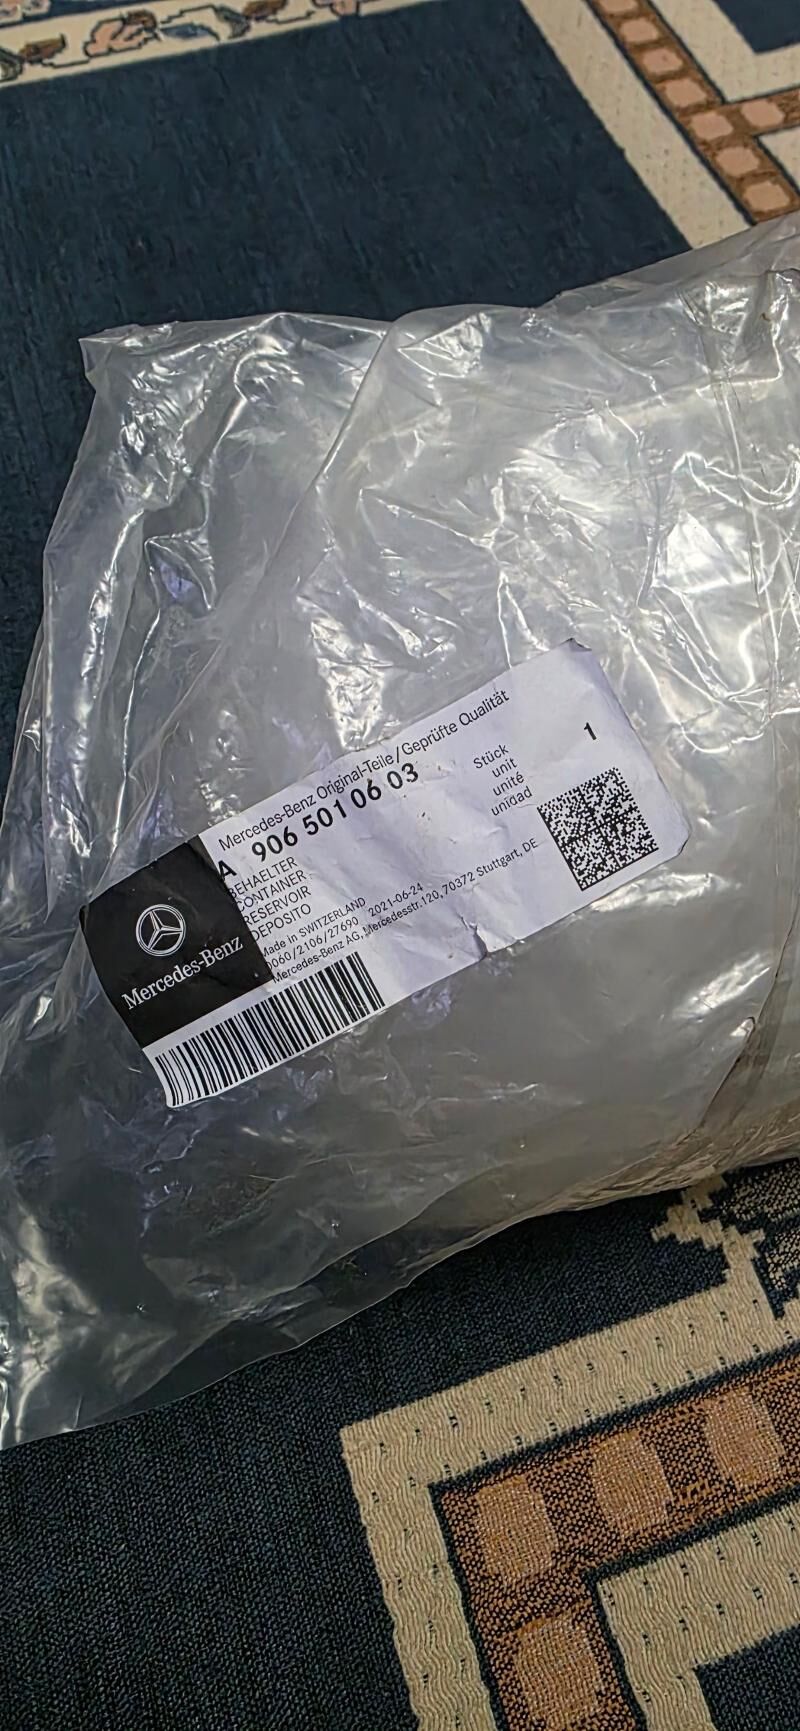 Mercedes-Benz Original-Teile/Geprüfte Qualität
A 906 501 06 03
BEHAELTER
CONTAINER
RESERVOIR
DEPOSITO
Stück
unit
unité
unidad
1
Made in SWITZERLAND
0060/2106/27690 2021-06-24
Mercedes-Benz AG, Mercedesstr.120, 70372 Stuttgart, DE
Mercedes-Benz